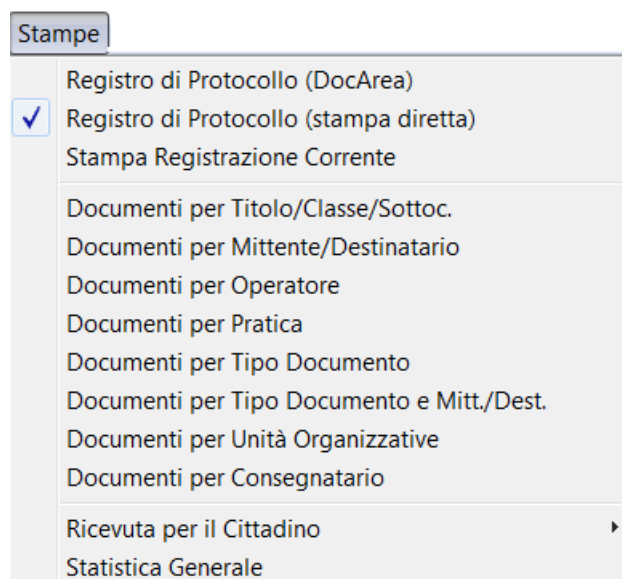 Stampe
Registro di Protocollo (DocArea)
Registro di Protocollo (stampa diretta)
Stampa Registrazione Corrente
Documenti per Titolo/Classe/Sottoc.
Documenti per Mittente/Destinatario
Documenti per Operatore
Documenti per Pratica
Documenti per Tipo Documento
Documenti per Tipo Documento e Mitt./Dest.
Documenti per Unità Organizzative
Documenti per Consegnatario
Ricevuta per il Cittadino
Statistica Generale